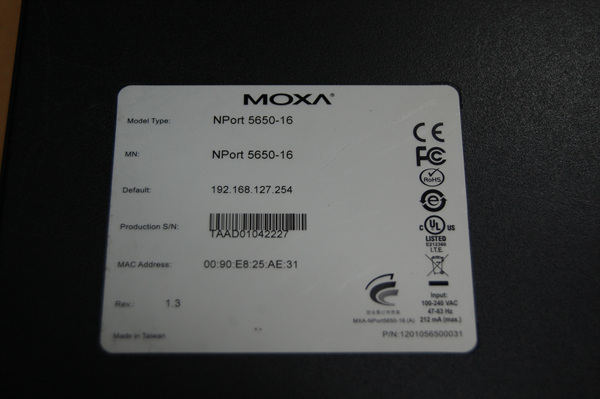 MOXA®
Model Type: NPort 5650-16
MN: NPort 5650-16
Default: 192.168.127.254
Production S/N:
TAAD01042227
MAC Address: 00:90:E8:25:AE:31
Rev.: 1.3
Made in Taiwan
CE
FC
RoHS
C UL US
LISTED
E212360
I.T.E.
Input:
100-240 VAC
47-63 Hz
212 mA (max.)
MXA-NPort5650-16 (A)
P/N:1201056500031